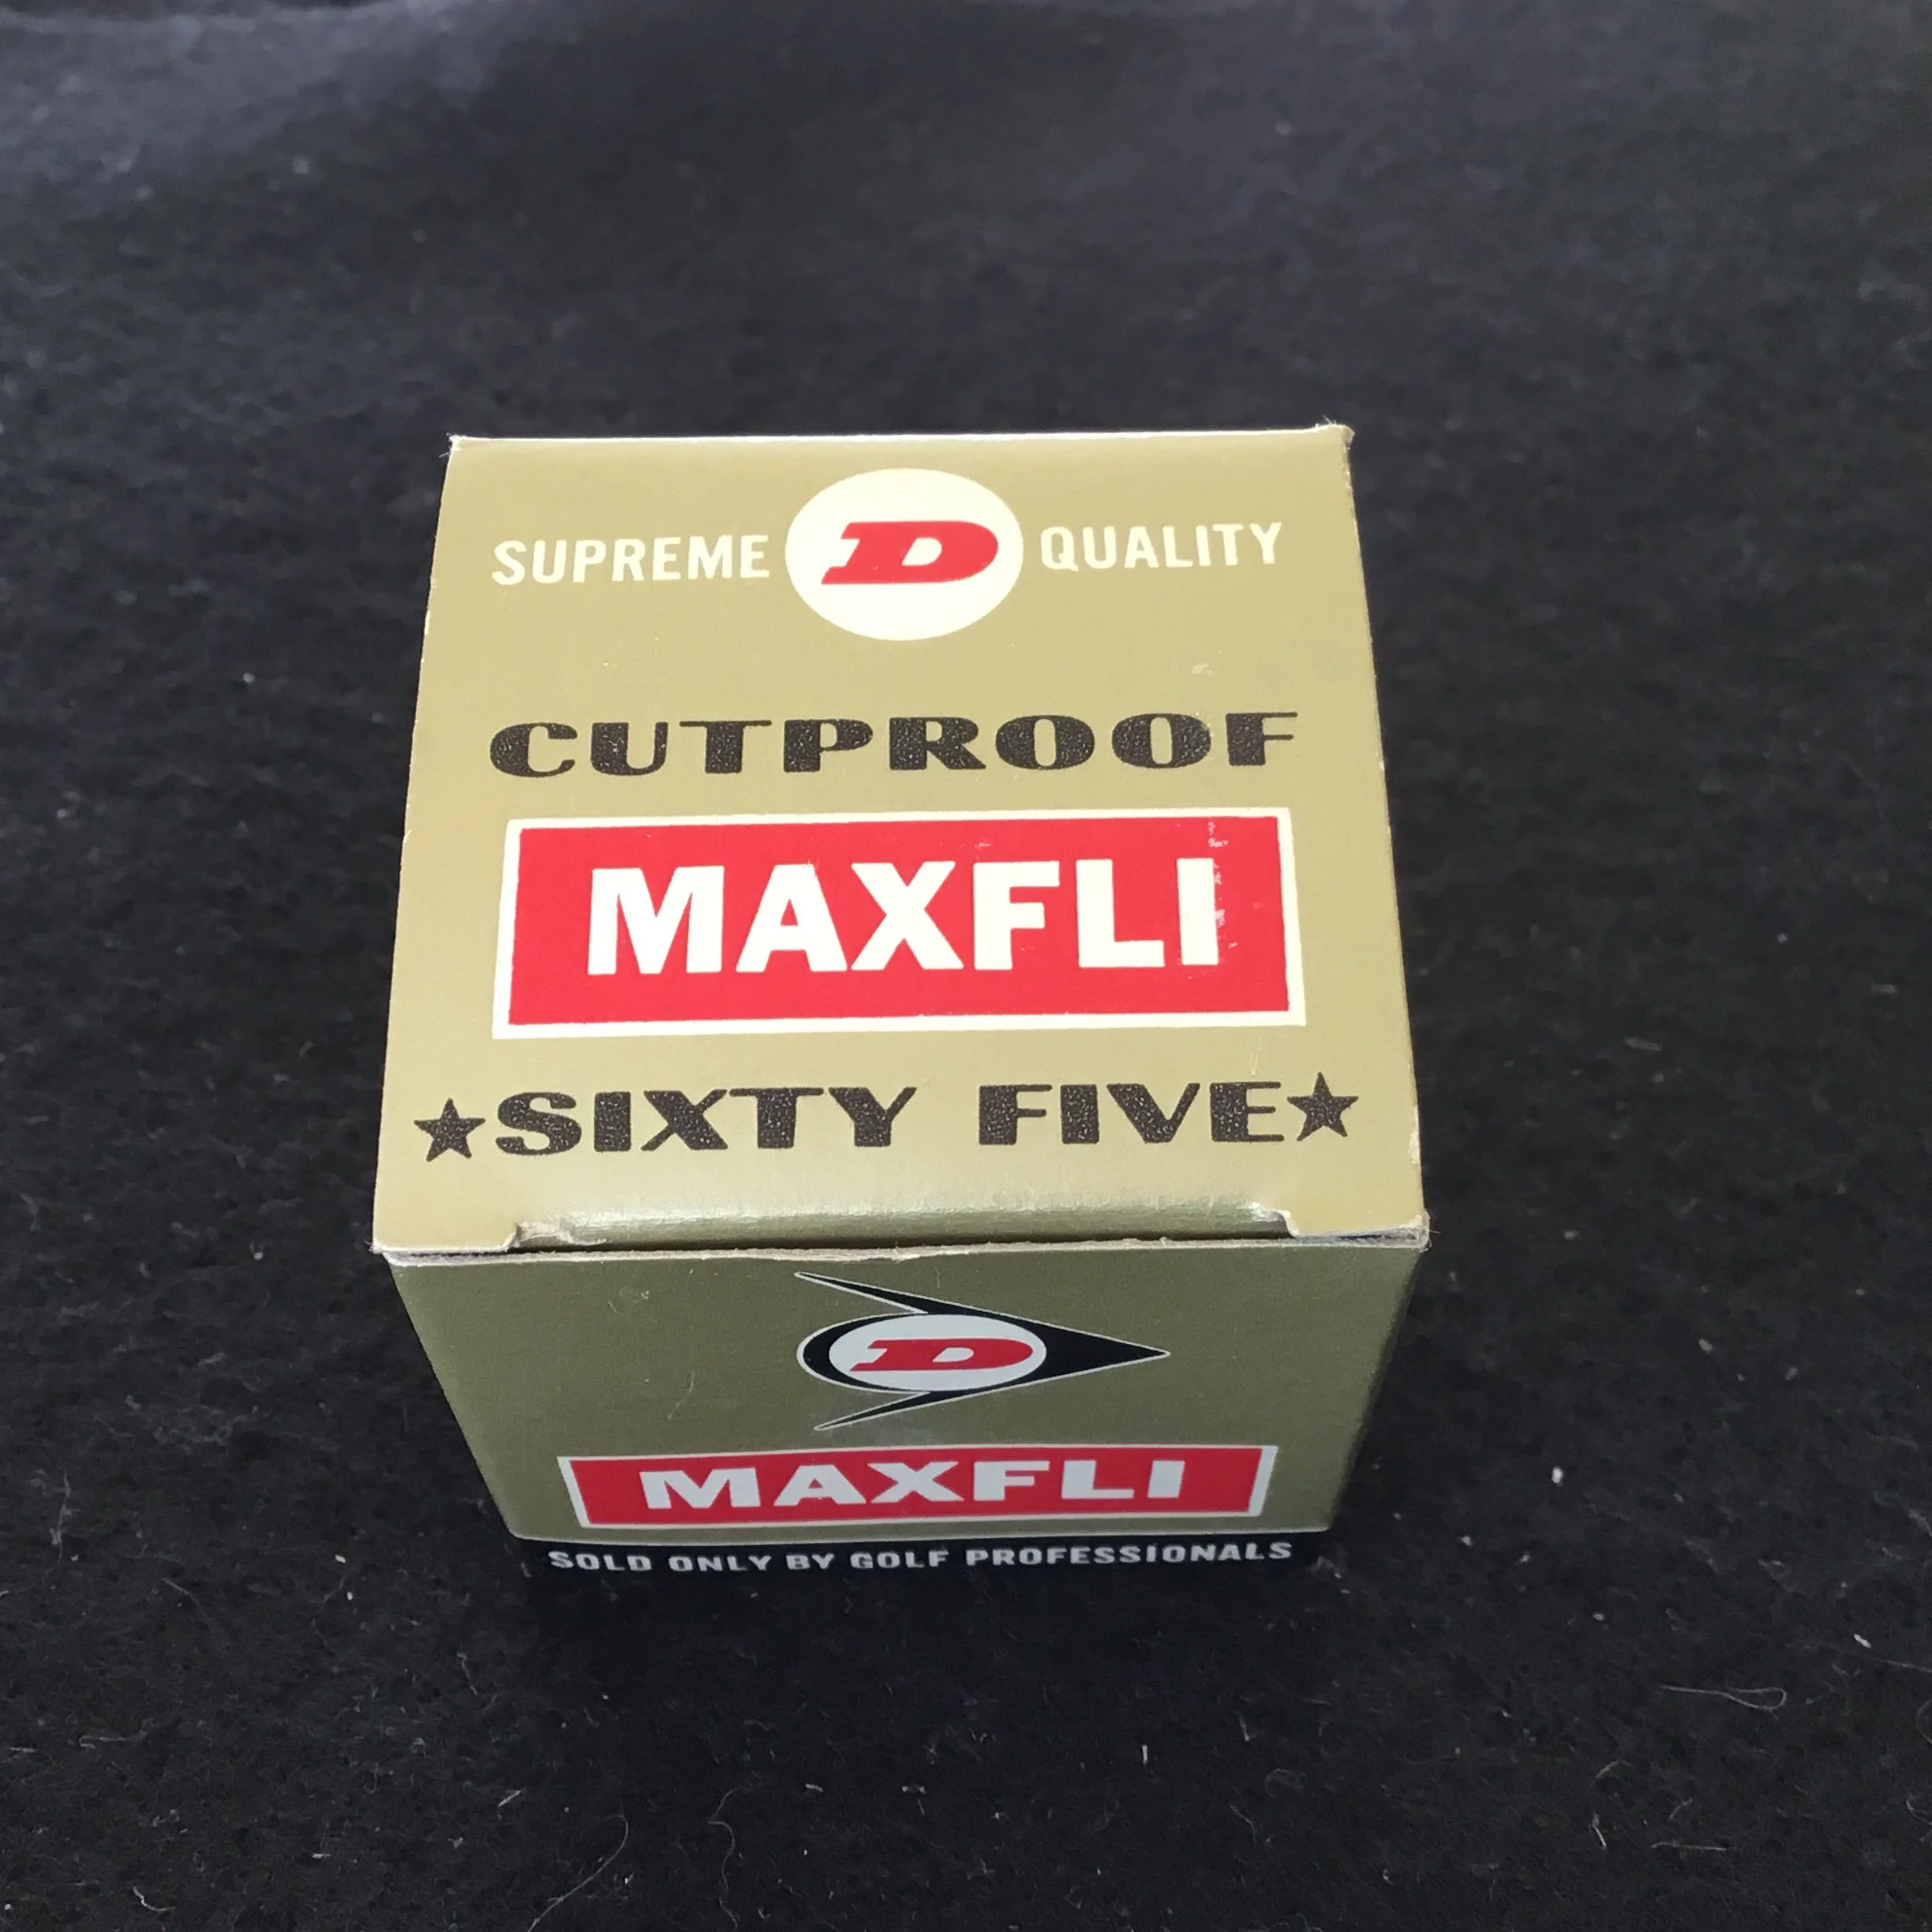 SUPREME D QUALITY
CUTPROOF
MAXFLI
★SIXTY FIVE★
D
MAXFLI
SOLD ONLY BY GOLF PROFESSIONALS